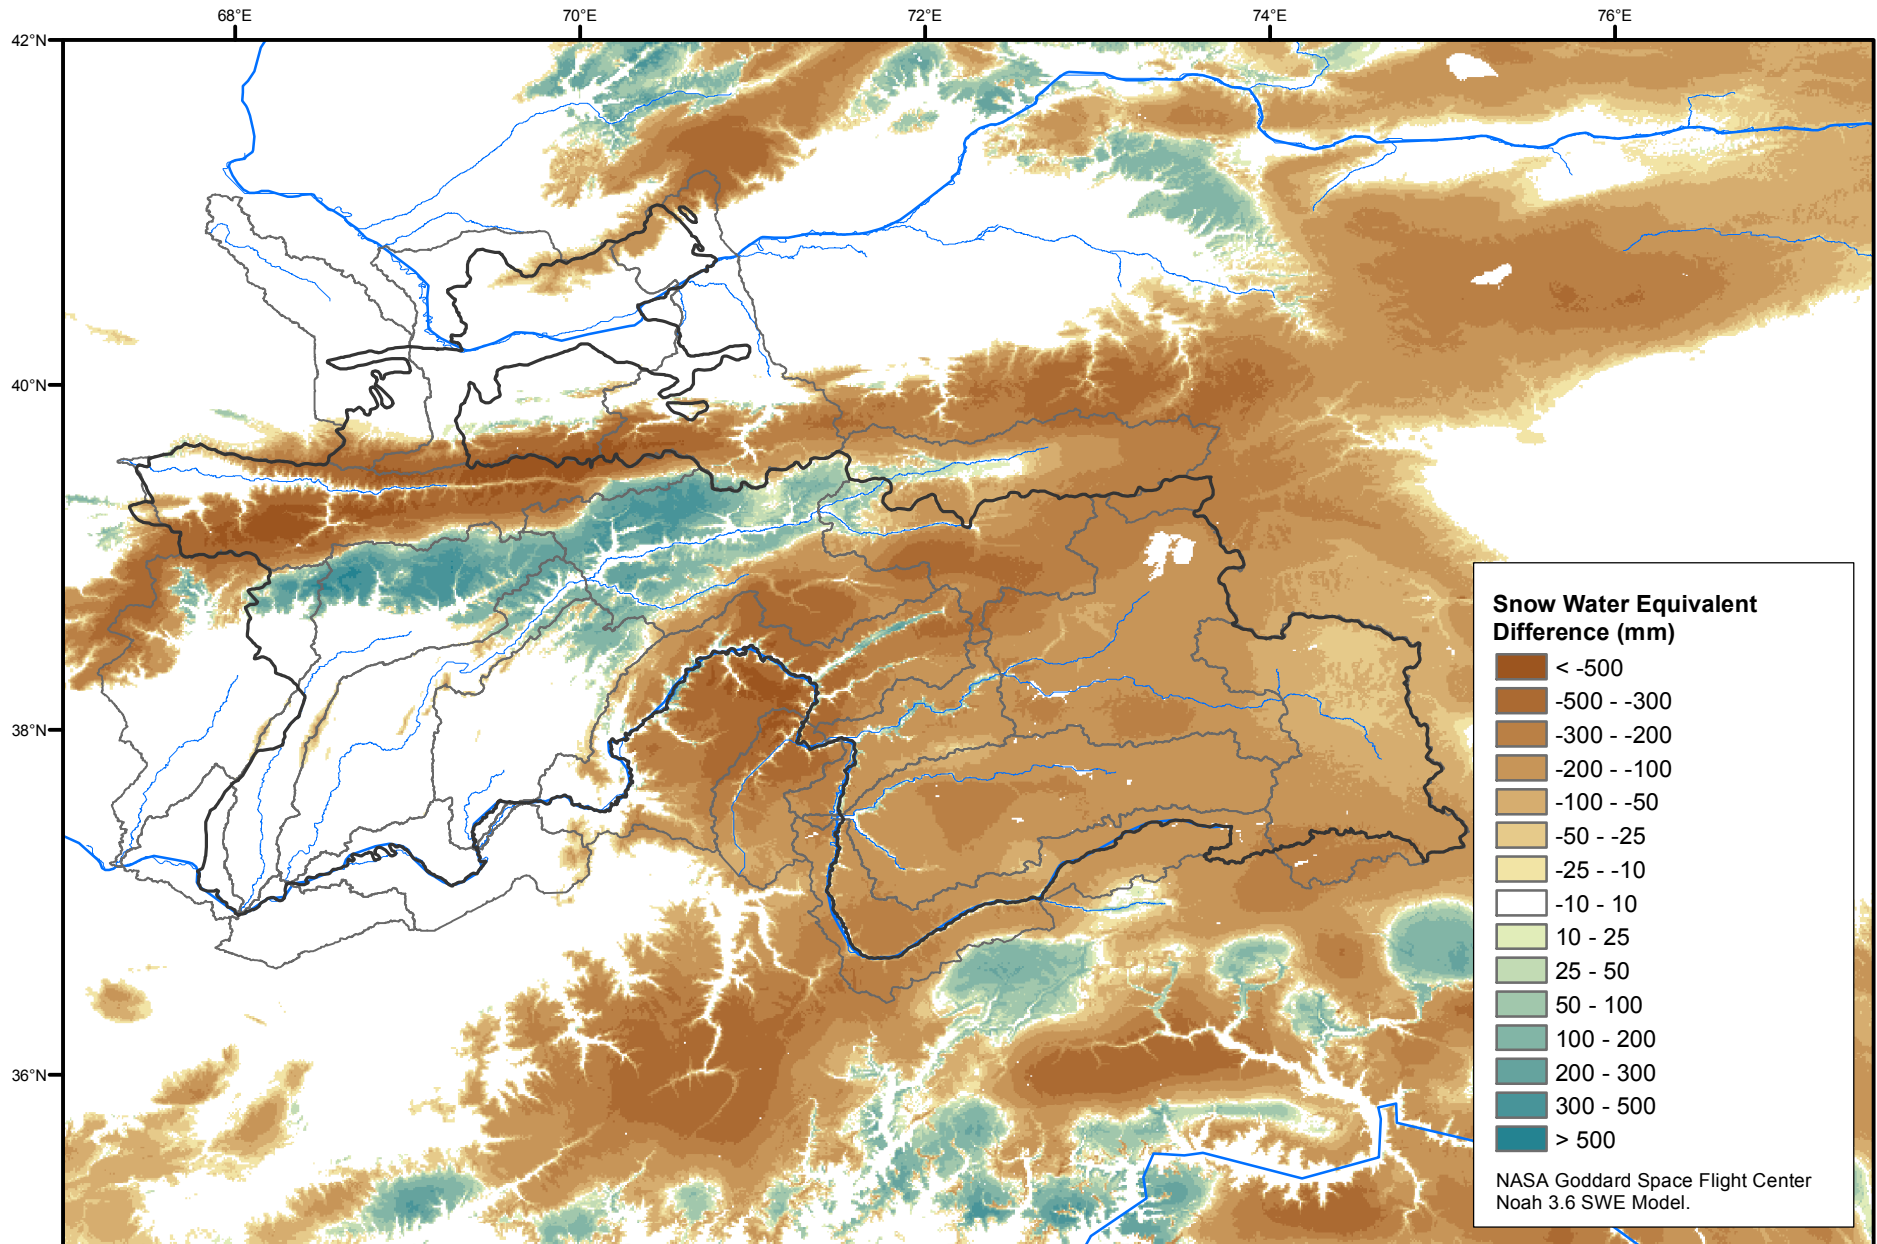 68°E
70°E
72°E
74°E
76°E
42°N
40°N
38°N
36°N
Snow Water Equivalent
Difference (mm)
< -500
-500 - -300
-300 - -200
-200 - -100
-100 - -50
-50 - -25
-25 - -10
-10 - 10
10 - 25
25 - 50
50 - 100
100 - 200
200 - 300
300 - 500
> 500
NASA Goddard Space Flight Center
Noah 3.6 SWE Model.